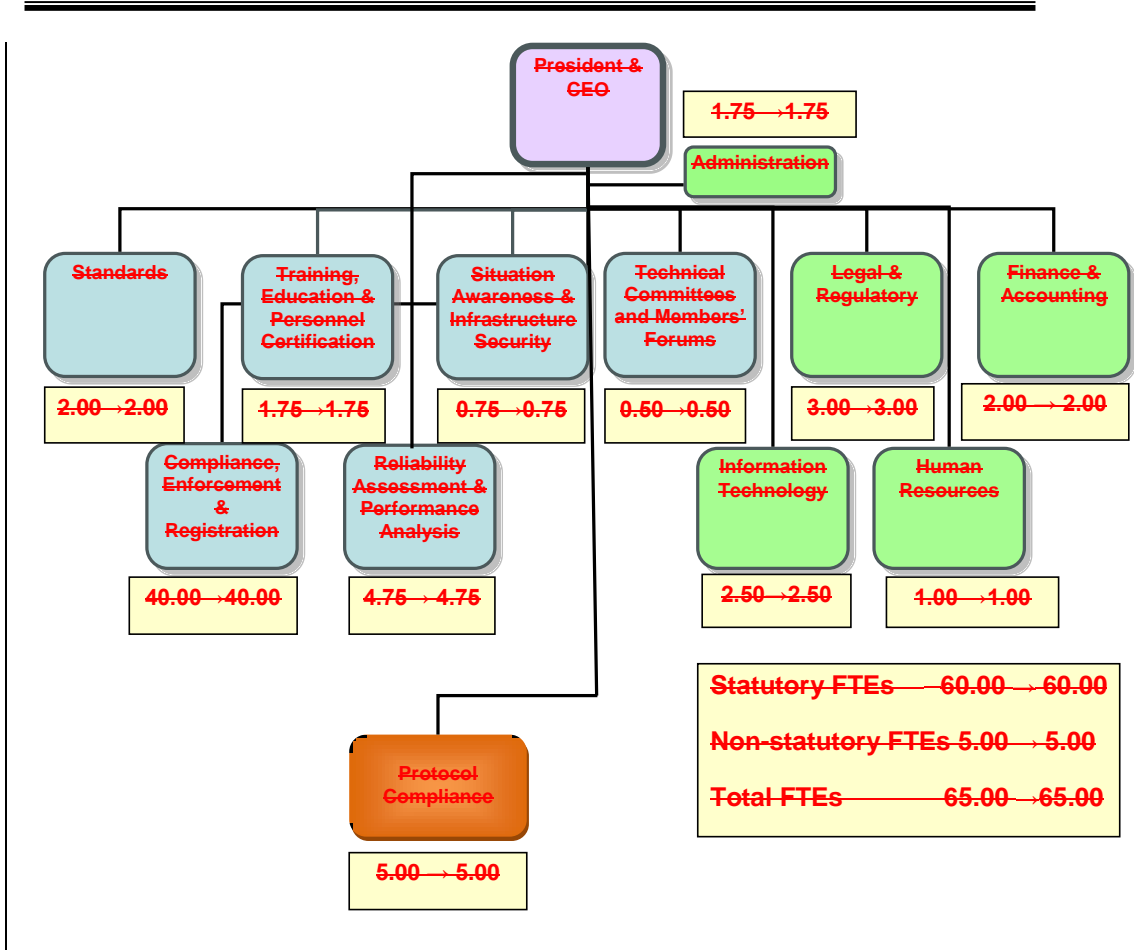 President &
CEO
1.75 →1.75
Administration
Standards
Training,
Education &
Personnel
Certification
Situation
Awareness &
Infrastructure
Security
Technical
Committees
and Members’
Forums
Legal &
Regulatory
Finance &
Accounting
2.00→2.00
1.75→1.75
0.75→0.75
0.50→0.50
3.00→3.00
2.00 → 2.00
Compliance,
Enforcement
&
Registration
Reliability
Assessment &
Performance
Analysis
Information
Technology
Human
Resources
40.00→40.00
4.75→ 4.75
2.50→2.50
1.00 →1.00
Statutory FTEs 60.00 → 60.00
Non-statutory FTEs 5.00 → 5.00
Total FTEs 65.00 →65.00
Protocol
Compliance
5.00 → 5.00